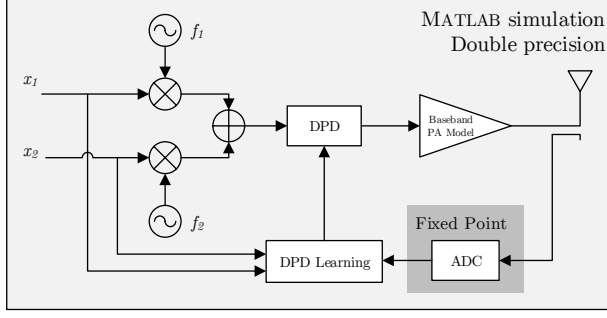 MATLAB simulation
Double precision
f1
x1
x2
f2
DPD
Baseband
PA Model
Fixed Point
DPD Learning
ADC